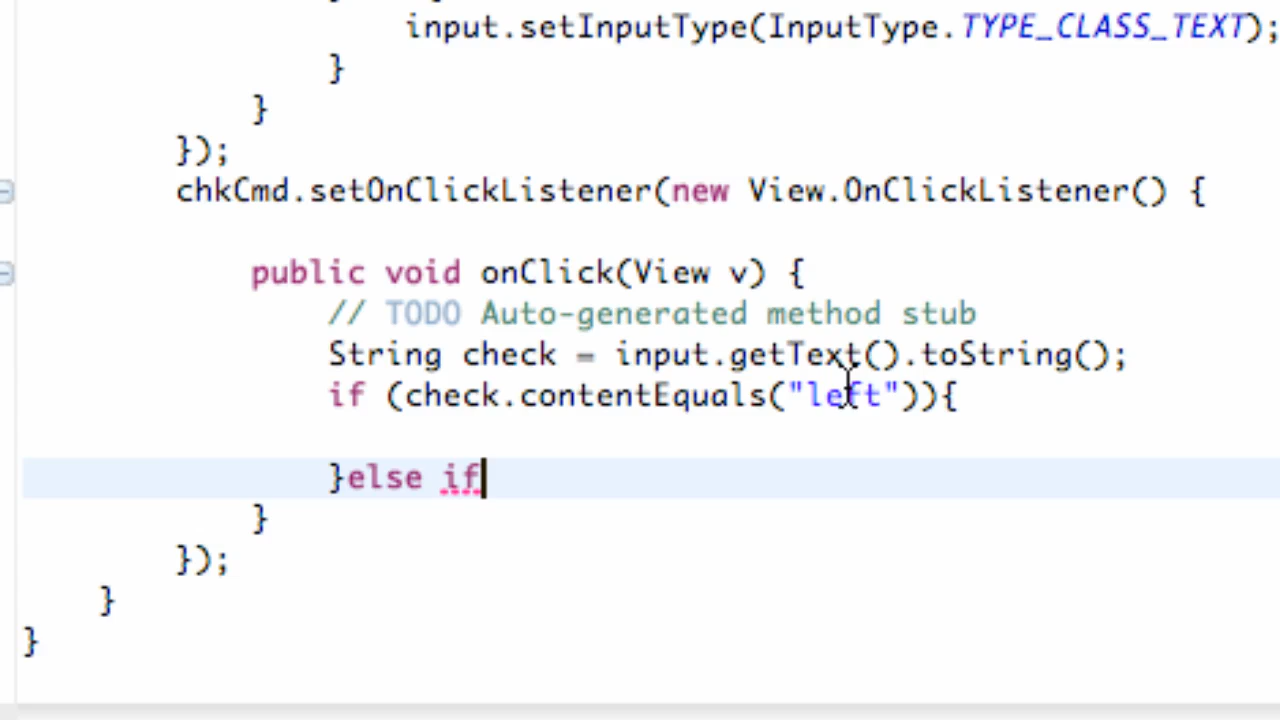 input.setInputType(InputType.TYPE_CLASS_TEXT);
}
}
});
chkCmd.setOnClickListener(new View.OnClickListener() {
public void onClick(View v) {
// TODO Auto-generated method stub
String check = input.getText().toString();
if (check.contentEquals("left")){
}else if
}
});
}
}